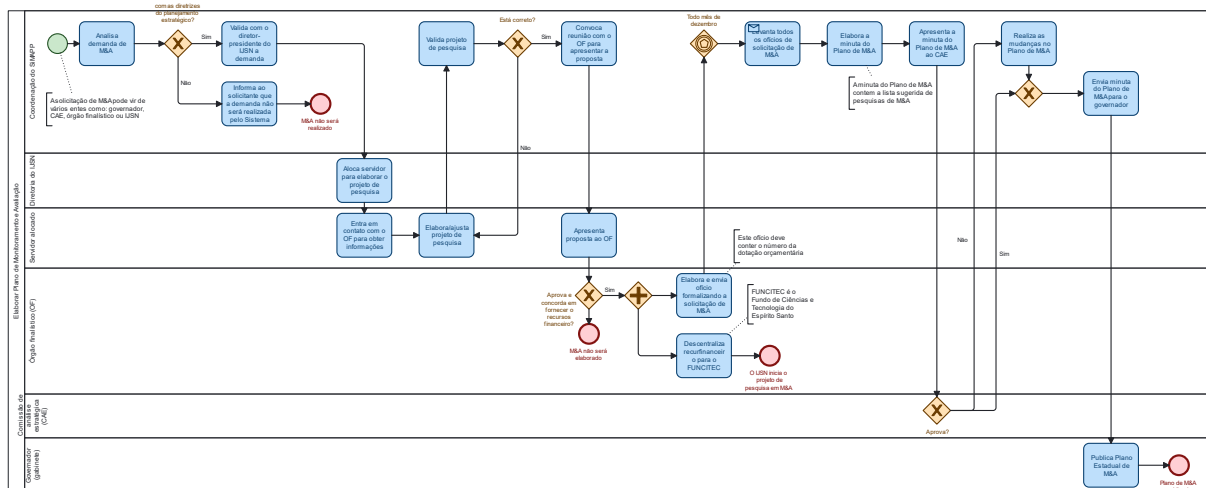 Elaborar Plano de Monitoramento e Avaliação
Coordenação do SiMAPP
com as diretrizes
do planejamento
estratégico?
Analisa
demanda de
M&A
Sim
Não
Valida com o
diretor-
presidente do
IJSN a
demanda
Informa ao
solicitante que
a demanda não
será realizada
pelo Sistema
M&A não será
realizado
A solicitação de M&A pode vir de
vários entes como: governador,
CAE, órgão finalístico ou IJSN
Valida projeto
de pesquisa
Está correto?
Sim
Não
Convoca
reunião com o
OF para
apresentar a
proposta
Todo mês de
dezembro
Levanta todos
os ofícios de
solicitação de
M&A
Elabora a
minuta do
Plano de M&A
A minuta do Plano de M&A
contem a lista sugerida de
pesquisas de M&A
Apresenta a
minuta do
Plano de M&A
ao CAE
Realiza as
mudanças no
Plano de M&A
Envia minuta
do Plano de
M&A para o
governador
Diretoria do IJSN
Aloca servidor
para elaborar o
projeto de
pesquisa
Servidor alocado
Entra em
contato com o
OF para obter
informações
Elabora/ajusta
projeto de
pesquisa
Apresenta
proposta ao OF
Este ofício deve
conter o número da
dotação orçamentária
Não
Sim
Órgão finalístico (OF)
Aprova e
concorda em
fornecer o
recursos
financeiro?
Sim
M&A não será
elaborado
Elabora e envia
ofício
formalizando a
solicitação de
M&A
FUNCITEC é o
Fundo de Ciências e
Tecnologia do
Espírito Santo
Descentraliza
recurfinanceir
o para o
FUNCITEC
O IJSN inicia o
projeto de
pesquisa em M&A
Comissão de
análise
estratégica
(CAE)
Aprova?
Governador
(gabinete)
Publica Plano
Estadual de
M&A
Plano de M&A